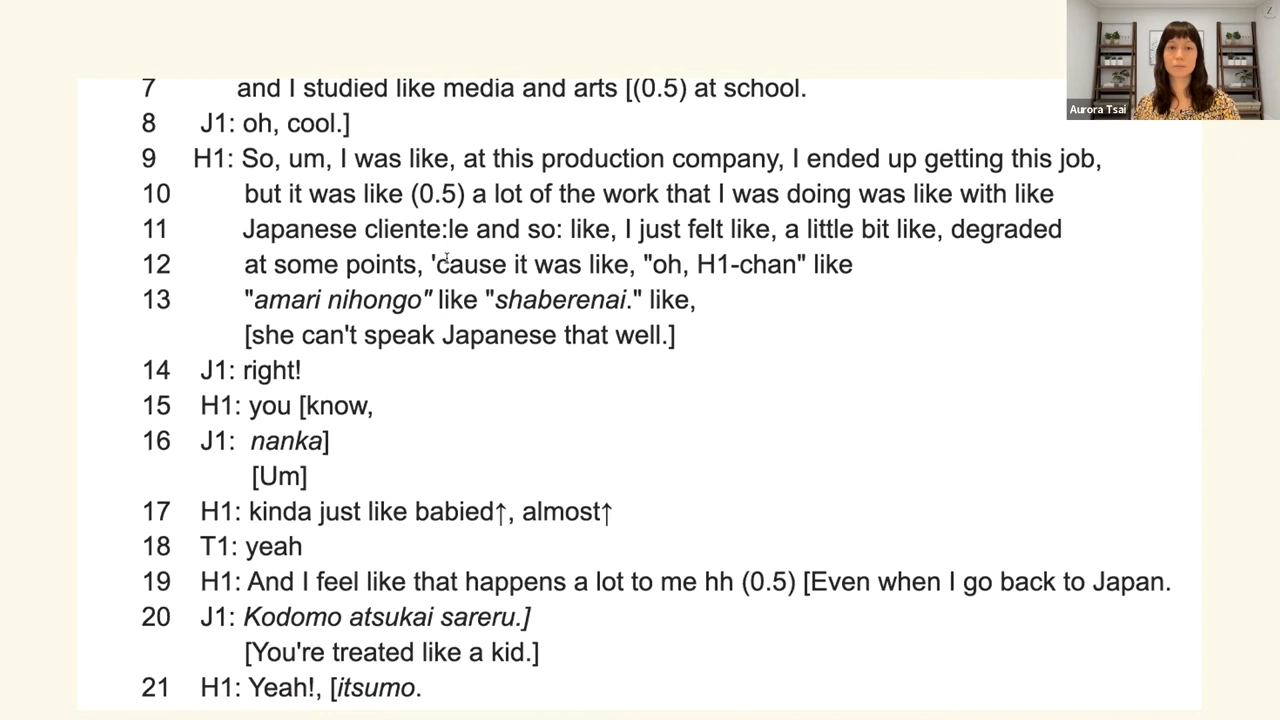 7 and I studied like media and arts [(0.5) at school.
8 J1: oh, cool.]
9 H1: So, um, I was like, at this production company, I ended up getting this job,
10 but it was like (0.5) a lot of the work that I was doing was like with like
11 Japanese cliente:le and so: like, I just felt like, a little bit like, degraded
12 at some points, 'cause it was like, "oh, H1-chan" like
13 "amari nihongo" like "shaberenai." like,
[she can't speak Japanese that well.]
14 J1: right!
15 H1: you [know,
16 J1: nanka]
[Um]
17 H1: kinda just like babied↑, almost↑
18 T1: yeah
19 H1: And I feel like that happens a lot to me hh (0.5) [Even when I go back to Japan.
20 J1: Kodomo atsukai sareru.]
[You're treated like a kid.]
21 H1: Yeah!, [itsumo.
Aurora Tsai
Z